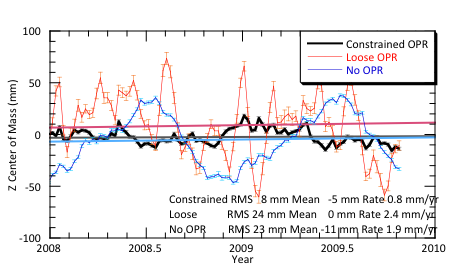 100
Constrained OPR
Loose OPR
No OPR
50
0
-50
-100
Z Center of Mass (mm)
Constrained RMS 8 mm Mean -5 mm Rate 0.8 mm/yr
Loose RMS 24 mm Mean 0 mm Rate 2.4 mm/yr
No OPR RMS 23 mm Mean -11 mm Rate 1.9 mm/yr
2008 2008.5 2009 2009.5 2010
Year